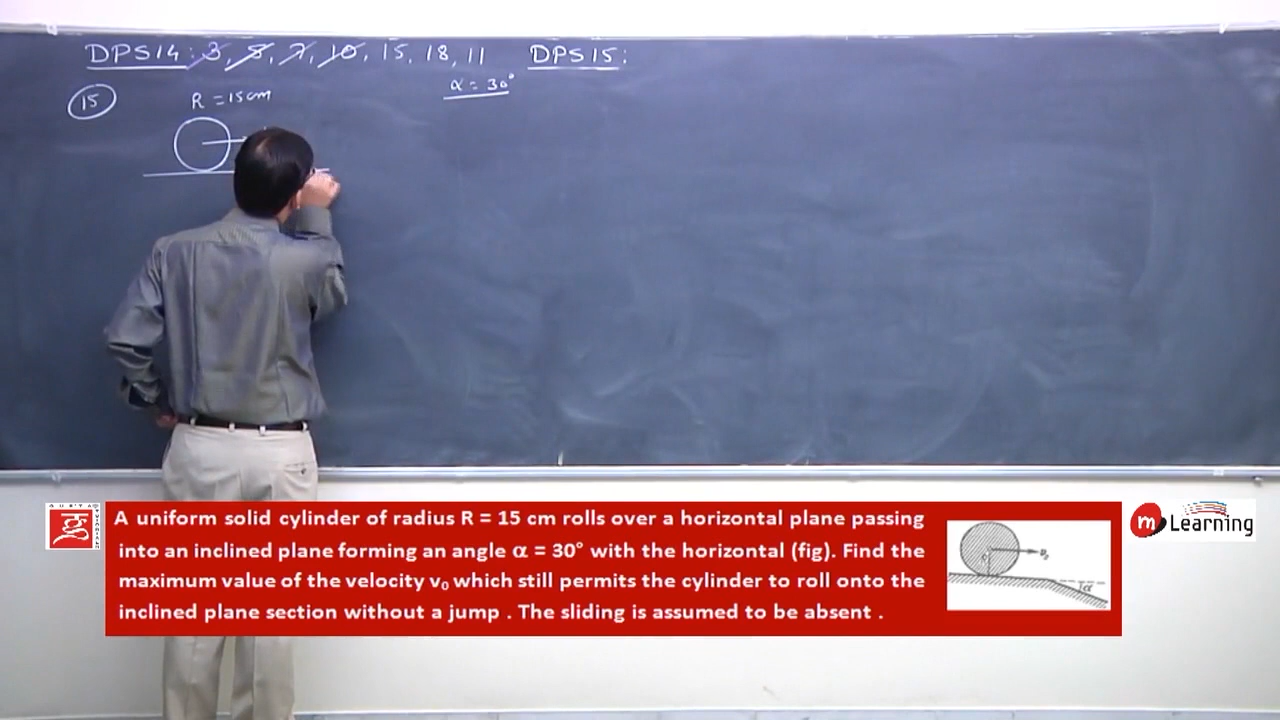 DPS14: 3, 8, 7, 10, 15, 18, 11 DPS15:
α = 30°
15 R = 15cm
A uniform solid cylinder of radius R = 15 cm rolls over a horizontal plane passing
into an inclined plane forming an angle α = 30° with the horizontal (fig). Find the
maximum value of the velocity v₀ which still permits the cylinder to roll onto the
inclined plane section without a jump . The sliding is assumed to be absent .
α
m Learning